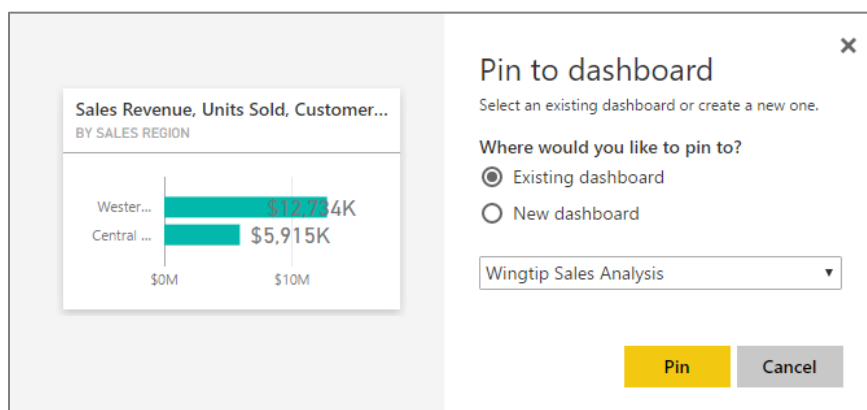 Sales Revenue, Units Sold, Customer...
BY SALES REGION
Wester... $12,734K
Central ... $5,915K
$0M $10M
Pin to dashboard
Select an existing dashboard or create a new one.
Where would you like to pin to?
Existing dashboard
New dashboard
Wingtip Sales Analysis
Pin Cancel